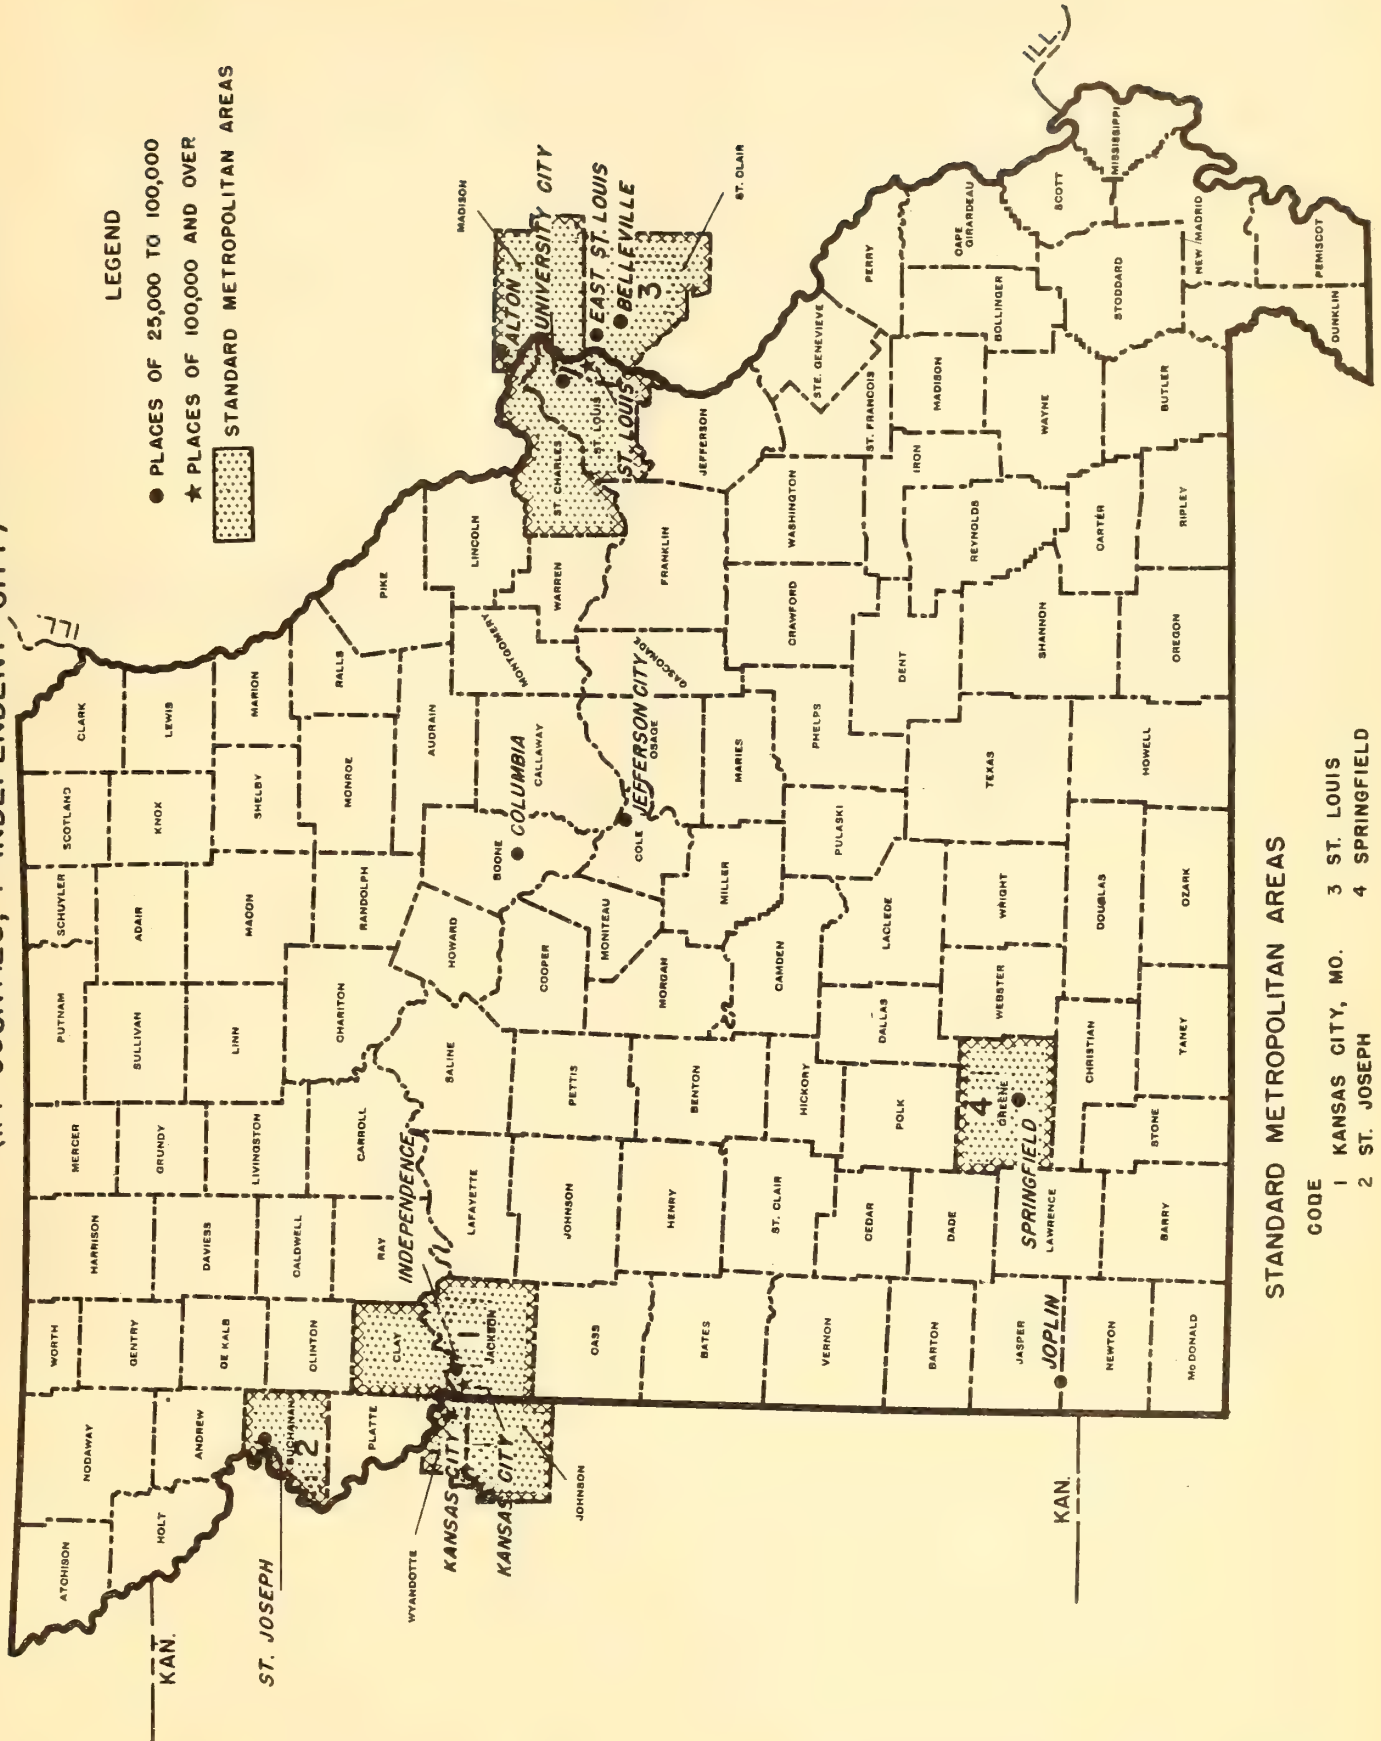 LEGEND
● PLACES OF 25,000 TO 100,000
★ PLACES OF 100,000 AND OVER
STANDARD METROPOLITAN AREAS
ILL.
ILL.
KAN.
KAN.
ATCHISON
NODAWAY
WORTH
HARRISON
MERCER
PUTNAM
SCHUYLER
SCOTLAND
CLARK
HOLT
ANDREW
GENTRY
DE KALB
DAVIESS
GRUNDY
SULLIVAN
ADAIR
KNOX
LEWIS
BUCHANAN
2
ST. JOSEPH
CLINTON
CALDWELL
LIVINGSTON
LINN
MACON
SHELBY
MARION
PLATTE
CLAY
RAY
CARROLL
CHARITON
RANDOLPH
MONROE
RALLS
PIKE
WYANDOTTE
KANSAS CITY
KANSAS CITY
JOHNSON
INDEPENDENCE
1
JACKSON
LAFAYETTE
SALINE
HOWARD
BOONE
COLUMBIA
AUDRAIN
CALLAWAY
MONTGOMERY
LINCOLN
WARREN
ST. CHARLES
ST. LOUIS
ST. LOUIS
MADISON
ALTON
UNIVERSITY CITY
EAST ST. LOUIS
BELLEVILLE
3
ST. CLAIR
CASS
JOHNSON
PETTIS
COOPER
MONITEAU
COLE
JEFFERSON CITY
OSAGE
GASCONADE
FRANKLIN
JEFFERSON
BATES
HENRY
BENTON
MORGAN
MILLER
MARIES
CRAWFORD
WASHINGTON
STE. GENEVIEVE
ST. FRANCOIS
PERRY
VERNON
ST. CLAIR
HICKORY
CAMDEN
PULASKI
PHELPS
DENT
IRON
MADISON
BOLLINGER
CAPE GIRARDEAU
BARTON
CEDAR
POLK
DALLAS
LACLEDE
TEXAS
SHANNON
REYNOLDS
WAYNE
SCOTT
MISSISSIPPI
JASPER
JOPLIN
DADE
LAWRENCE
SPRINGFIELD
4
GREENE
WEBSTER
WRIGHT
CARTER
STODDARD
NEW MADRID
NEWTON
CHRISTIAN
DOUGLAS
HOWELL
OREGON
RIPLEY
BUTLER
DUNKLIN
PEMISCOT
McDONALD
BARRY
STONE
TANEY
OZARK
STANDARD METROPOLITAN AREAS
CODE
1 KANSAS CITY, MO. 3 ST. LOUIS
2 ST. JOSEPH 4 SPRINGFIELD